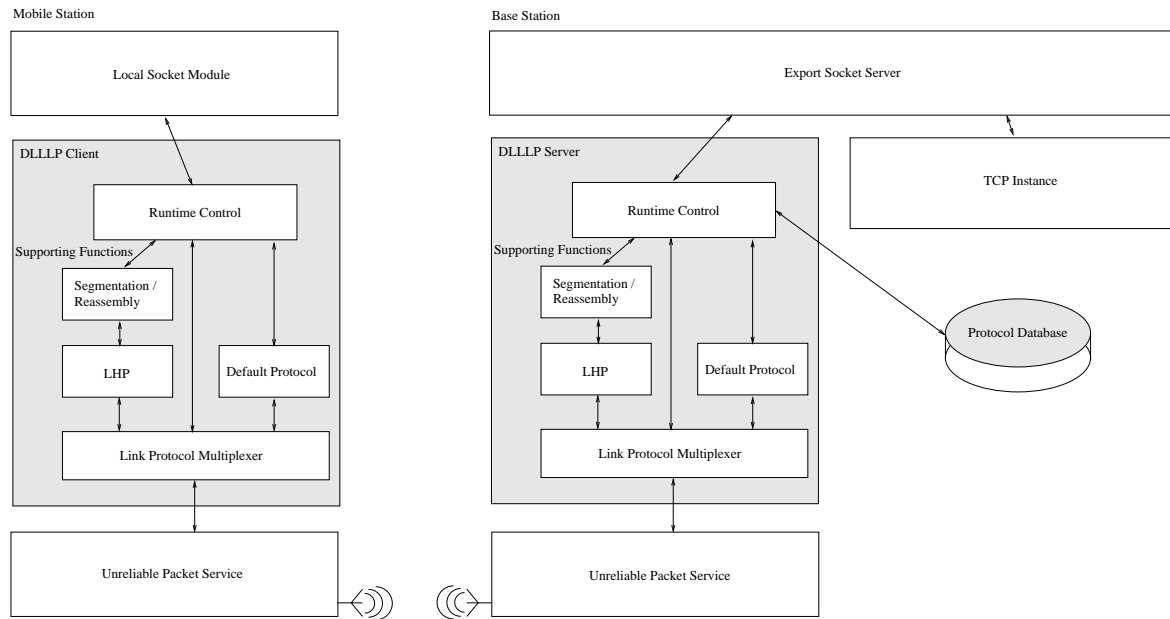 Mobile Station
Local Socket Module
DLLLP Client
Runtime Control
Supporting Functions
Segmentation /
Reassembly
LHP
Default Protocol
Link Protocol Multiplexer
Unreliable Packet Service
Base Station
Export Socket Server
DLLLP Server
TCP Instance
Runtime Control
Supporting Functions
Segmentation /
Reassembly
Protocol Database
LHP
Default Protocol
Link Protocol Multiplexer
Unreliable Packet Service